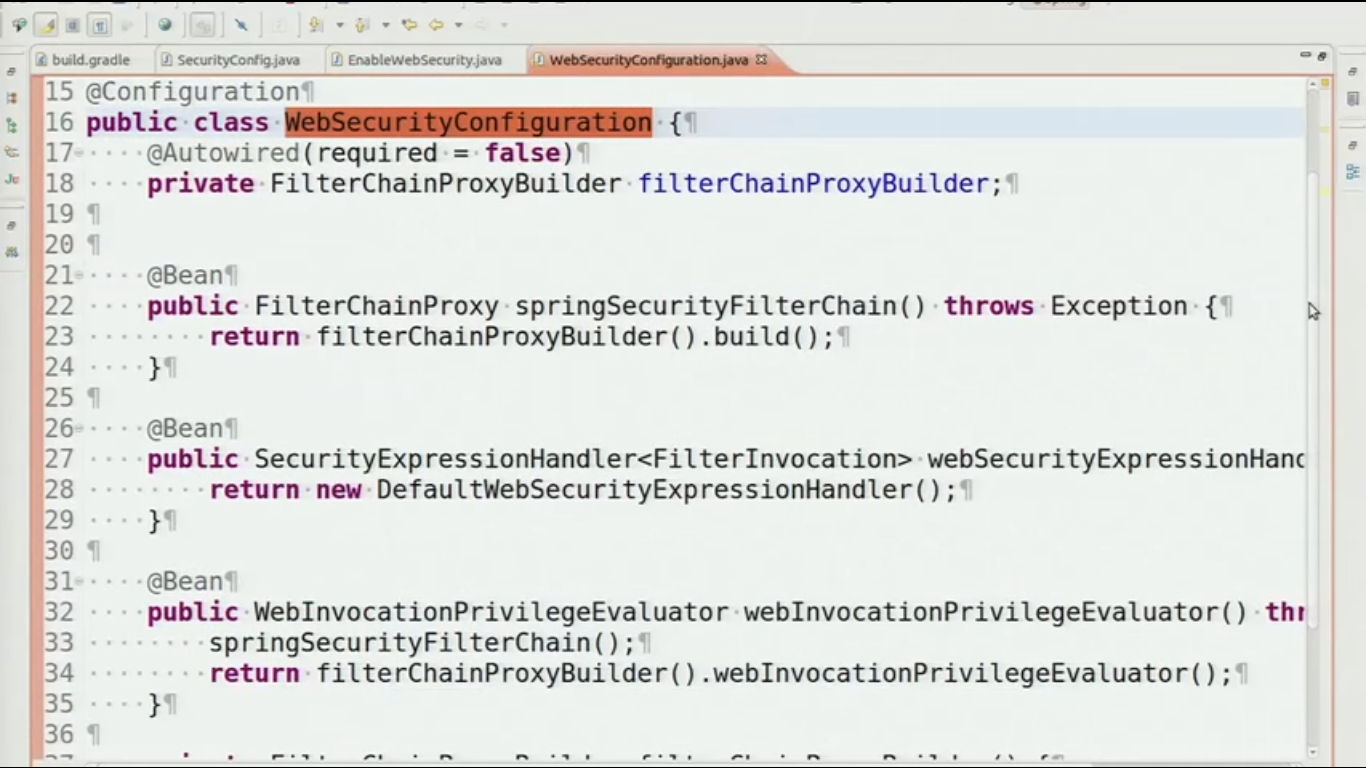 build.gradle
SecurityConfig.java
EnableWebSecurity.java
WebSecurityConfiguration.java
15 @Configuration¶
16 public class WebSecurityConfiguration {¶
17 @Autowired(required = false)¶
18 private FilterChainProxyBuilder filterChainProxyBuilder;¶
19 ¶
20 ¶
21 @Bean¶
22 public FilterChainProxy springSecurityFilterChain() throws Exception {¶
23 return filterChainProxyBuilder().build();¶
24 }¶
25 ¶
26 @Bean¶
27 public SecurityExpressionHandler<FilterInvocation> webSecurityExpressionHand
28 return new DefaultWebSecurityExpressionHandler();¶
29 }¶
30 ¶
31 @Bean¶
32 public WebInvocationPrivilegeEvaluator webInvocationPrivilegeEvaluator() thr
33 springSecurityFilterChain();¶
34 return filterChainProxyBuilder().webInvocationPrivilegeEvaluator();¶
35 }¶
36 ¶